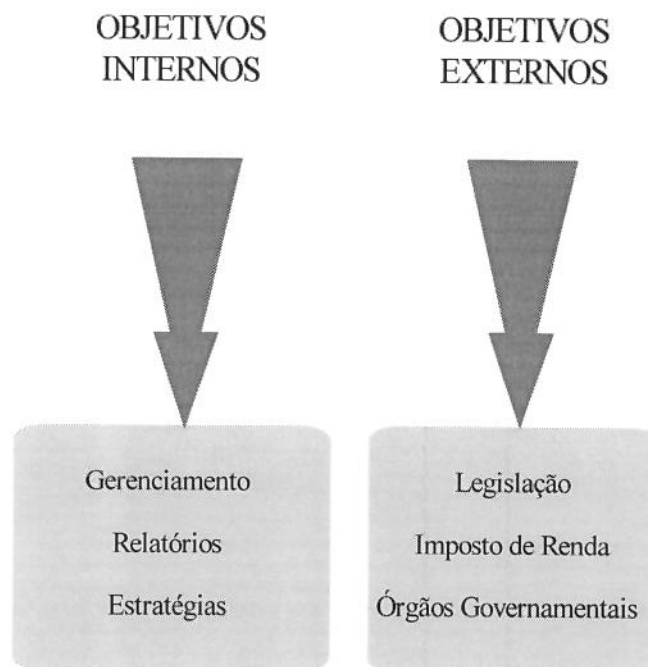 OBJETIVOS
INTERNOS
OBJETIVOS
EXTERNOS
Gerenciamento
Relatórios
Estratégias
Legislação
Imposto de Renda
Órgãos Governamentais